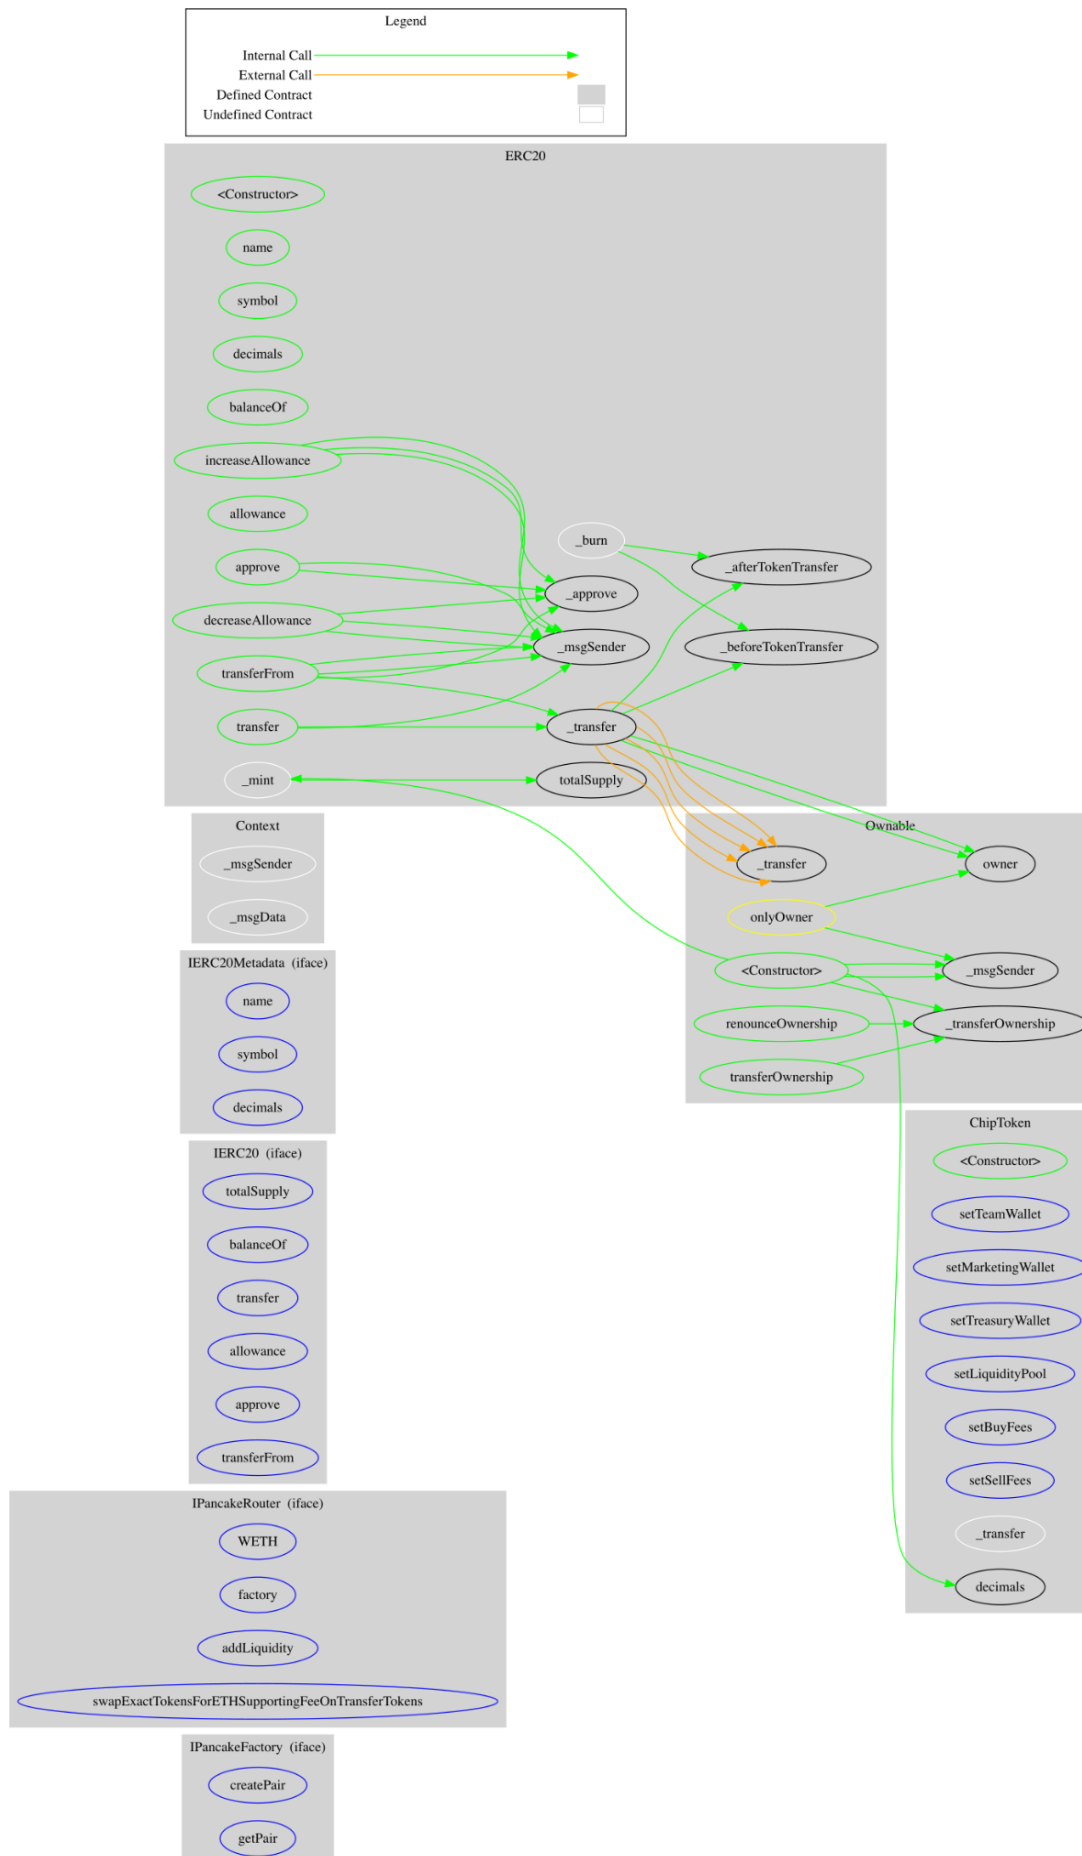 Legend
Internal Call
External Call
Defined Contract
Undefined Contract
ERC20
<Constructor>
name
symbol
decimals
balanceOf
increaseAllowance
allowance
approve
decreaseAllowance
transferFrom
transfer
_mint
_burn
_approve
_msgSender
_transfer
totalSupply
_afterTokenTransfer
_beforeTokenTransfer
Context
_msgSender
_msgData
Ownable
_transfer
onlyOwner
<Constructor>
renounceOwnership
transferOwnership
owner
_msgSender
_transferOwnership
IERC20Metadata (iface)
name
symbol
decimals
ChipToken
<Constructor>
setTeamWallet
setMarketingWallet
setTreasuryWallet
setLiquidityPool
setBuyFees
setSellFees
_transfer
decimals
IERC20 (iface)
totalSupply
balanceOf
transfer
allowance
approve
transferFrom
IPancakeRouter (iface)
WETH
factory
addLiquidity
swapExactTokensForETHSupportingFeeOnTransferTokens
IPancakeFactory (iface)
createPair
getPair